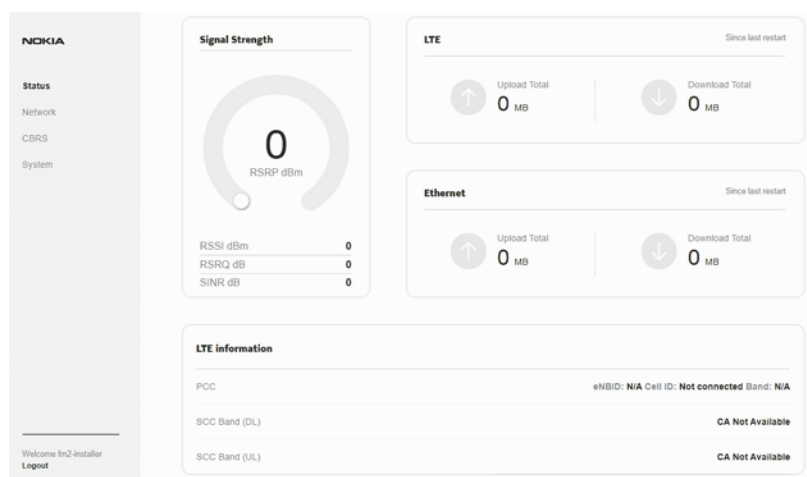 NOKIA
Status
Network
CBRS
System
Welcome fm2-installer
Logout
Signal Strength
0
RSRP dBm
RSSI dBm 0
RSRQ dB 0
SINR dB 0
LTE Since last restart
Upload Total Download Total
0 MB 0 MB
Ethernet Since last restart
Upload Total Download Total
0 MB 0 MB
LTE information
PCC eNBID: N/A Cell ID: Not connected Band: N/A
SCC Band (DL) CA Not Available
SCC Band (UL) CA Not Available